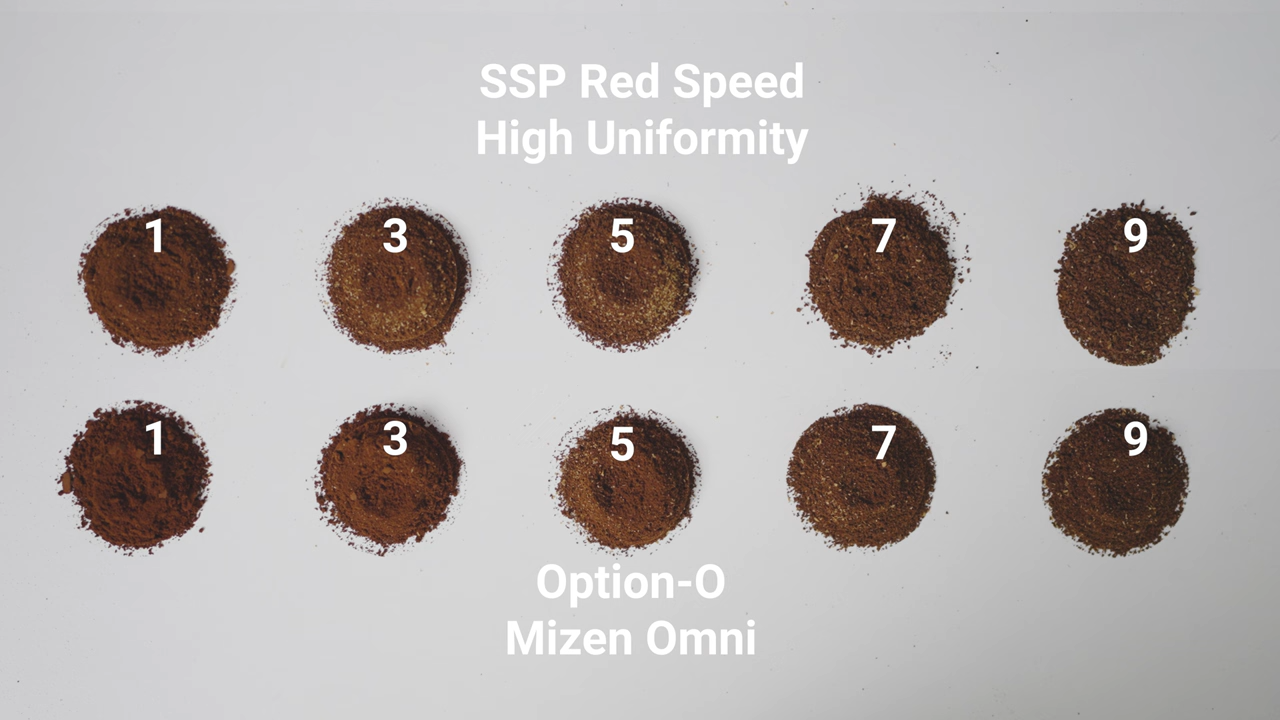 SSP Red Speed
High Uniformity
1 3 5 7 9
1 3 5 7 9
Option-O
Mizen Omni